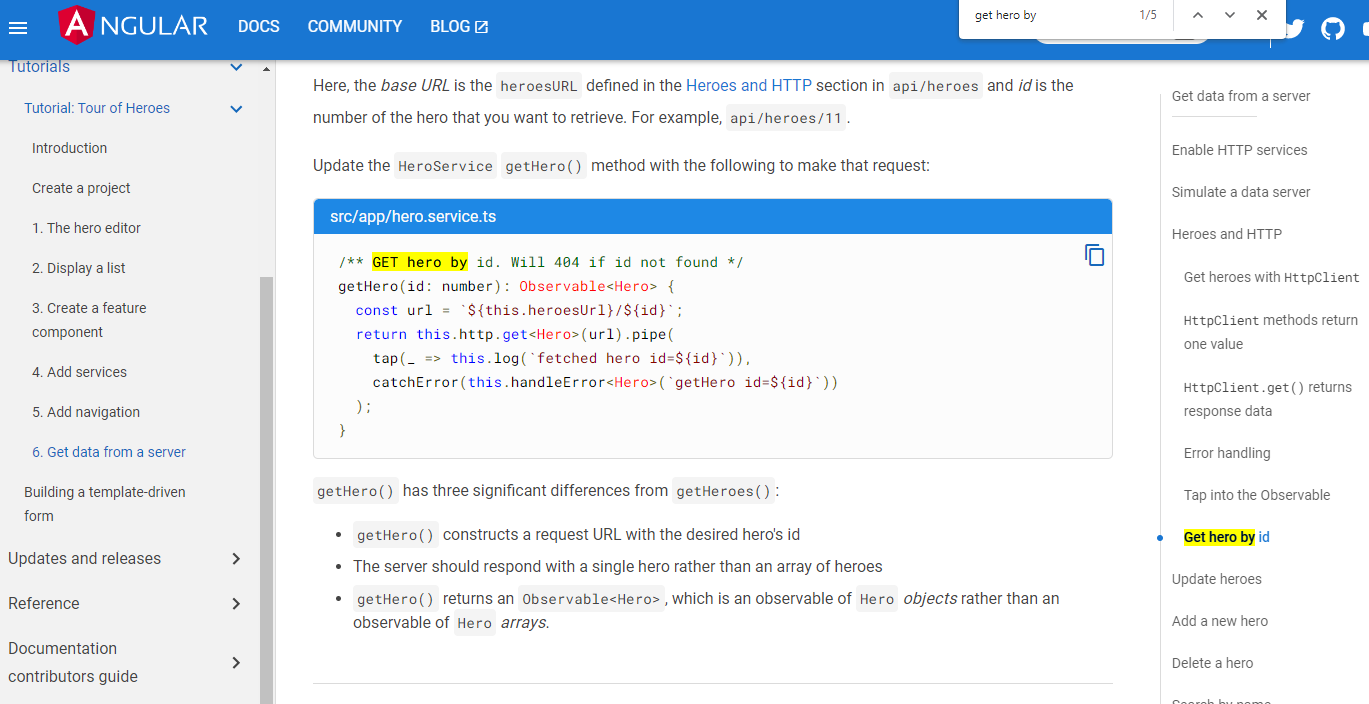 ANGULAR DOCS COMMUNITY BLOG
get hero by 1/5
Tutorials
Tutorial: Tour of Heroes
Introduction
Create a project
1. The hero editor
2. Display a list
3. Create a feature
component
4. Add services
5. Add navigation
6. Get data from a server
Building a template-driven
form
Updates and releases
Reference
Documentation
contributors guide
Here, the base URL is the heroesURL defined in the Heroes and HTTP section in api/heroes and id is the
number of the hero that you want to retrieve. For example, api/heroes/11.
Update the HeroService getHero() method with the following to make that request:
src/app/hero.service.ts
/** GET hero by id. Will 404 if id not found */
getHero(id: number): Observable<Hero> {
  const url = `${this.heroesUrl}/${id}`;
  return this.http.get<Hero>(url).pipe(
    tap(_ => this.log(`fetched hero id=${id}`)),
    catchError(this.handleError<Hero>(`getHero id=${id}`))
  );
}
getHero() has three significant differences from getHeroes():
• getHero() constructs a request URL with the desired hero's id
• The server should respond with a single hero rather than an array of heroes
• getHero() returns an Observable<Hero>, which is an observable of Hero objects rather than an
observable of Hero arrays.
Get data from a server
Enable HTTP services
Simulate a data server
Heroes and HTTP
Get heroes with HttpClient
HttpClient methods return
one value
HttpClient.get() returns
response data
Error handling
Tap into the Observable
Get hero by id
Update heroes
Add a new hero
Delete a hero
Search by name